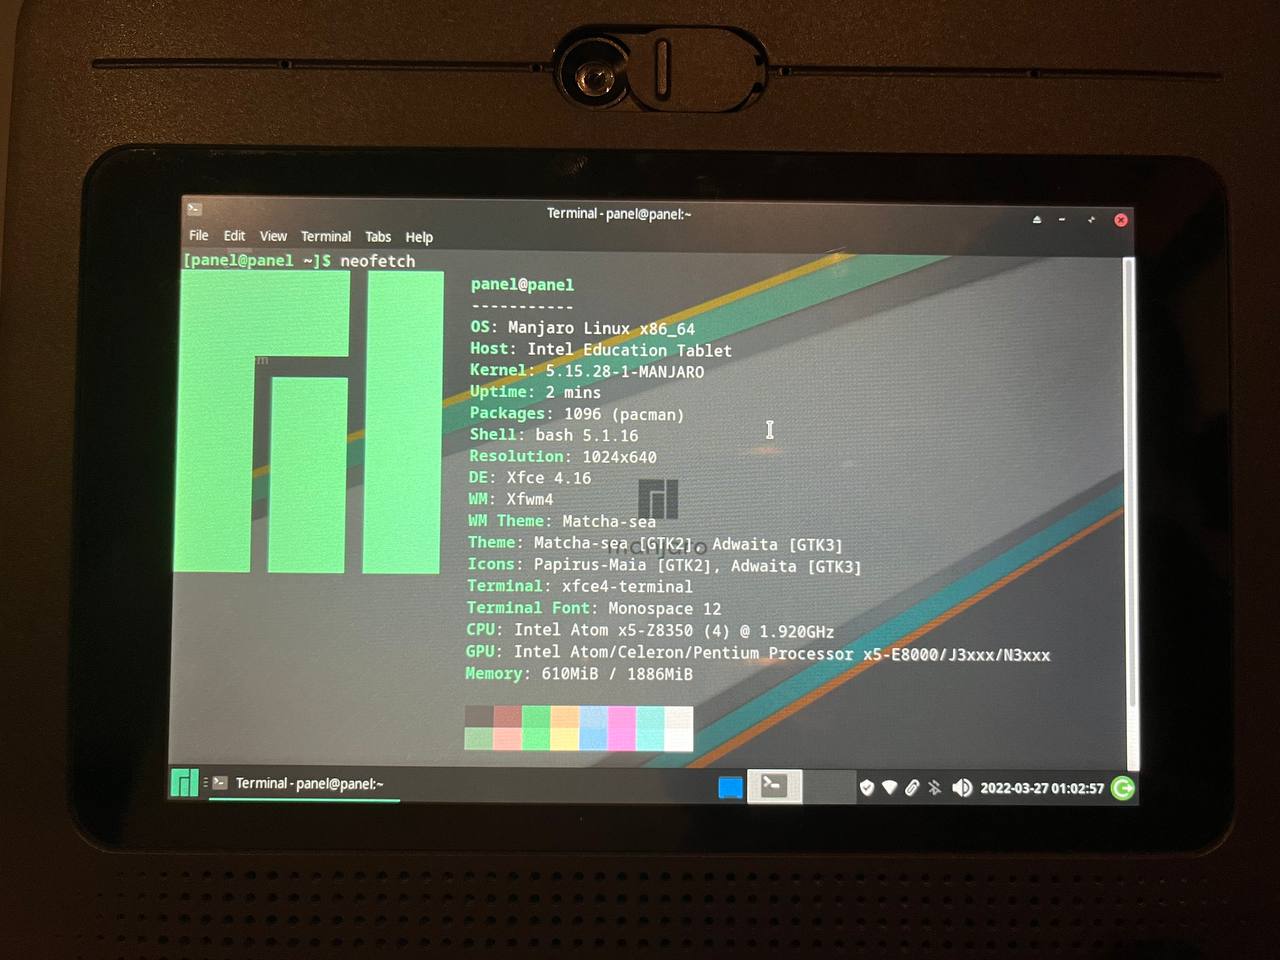 Terminal - panel@panel:~
File Edit View Terminal Tabs Help
[panel@panel ~]$ neofetch
panel@panel
-----------
OS: Manjaro Linux x86_64
Host: Intel Education Tablet
Kernel: 5.15.28-1-MANJARO
Uptime: 2 mins
Packages: 1096 (pacman)
Shell: bash 5.1.16
Resolution: 1024x640
DE: Xfce 4.16
WM: Xfwm4
WM Theme: Matcha-sea
Theme: Matcha-sea [GTK2], Adwaita [GTK3]
manjaro
Icons: Papirus-Maia [GTK2], Adwaita [GTK3]
Terminal: xfce4-terminal
Terminal Font: Monospace 12
CPU: Intel Atom x5-Z8350 (4) @ 1.920GHz
GPU: Intel Atom/Celeron/Pentium Processor x5-E8000/J3xxx/N3xxx
Memory: 610MiB / 1886MiB
Terminal - panel@panel:~
2022-03-27 01:02:57